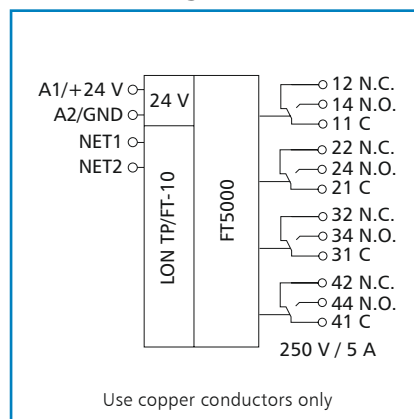 A1/+24 V
A2/GND
NET1
NET2
24 V
LON TP/FT-10
FT5000
12 N.C.
14 N.O.
11 C
22 N.C.
24 N.O.
21 C
32 N.C.
34 N.O.
31 C
42 N.C.
44 N.O.
41 C
250 V / 5 A
Use copper conductors only